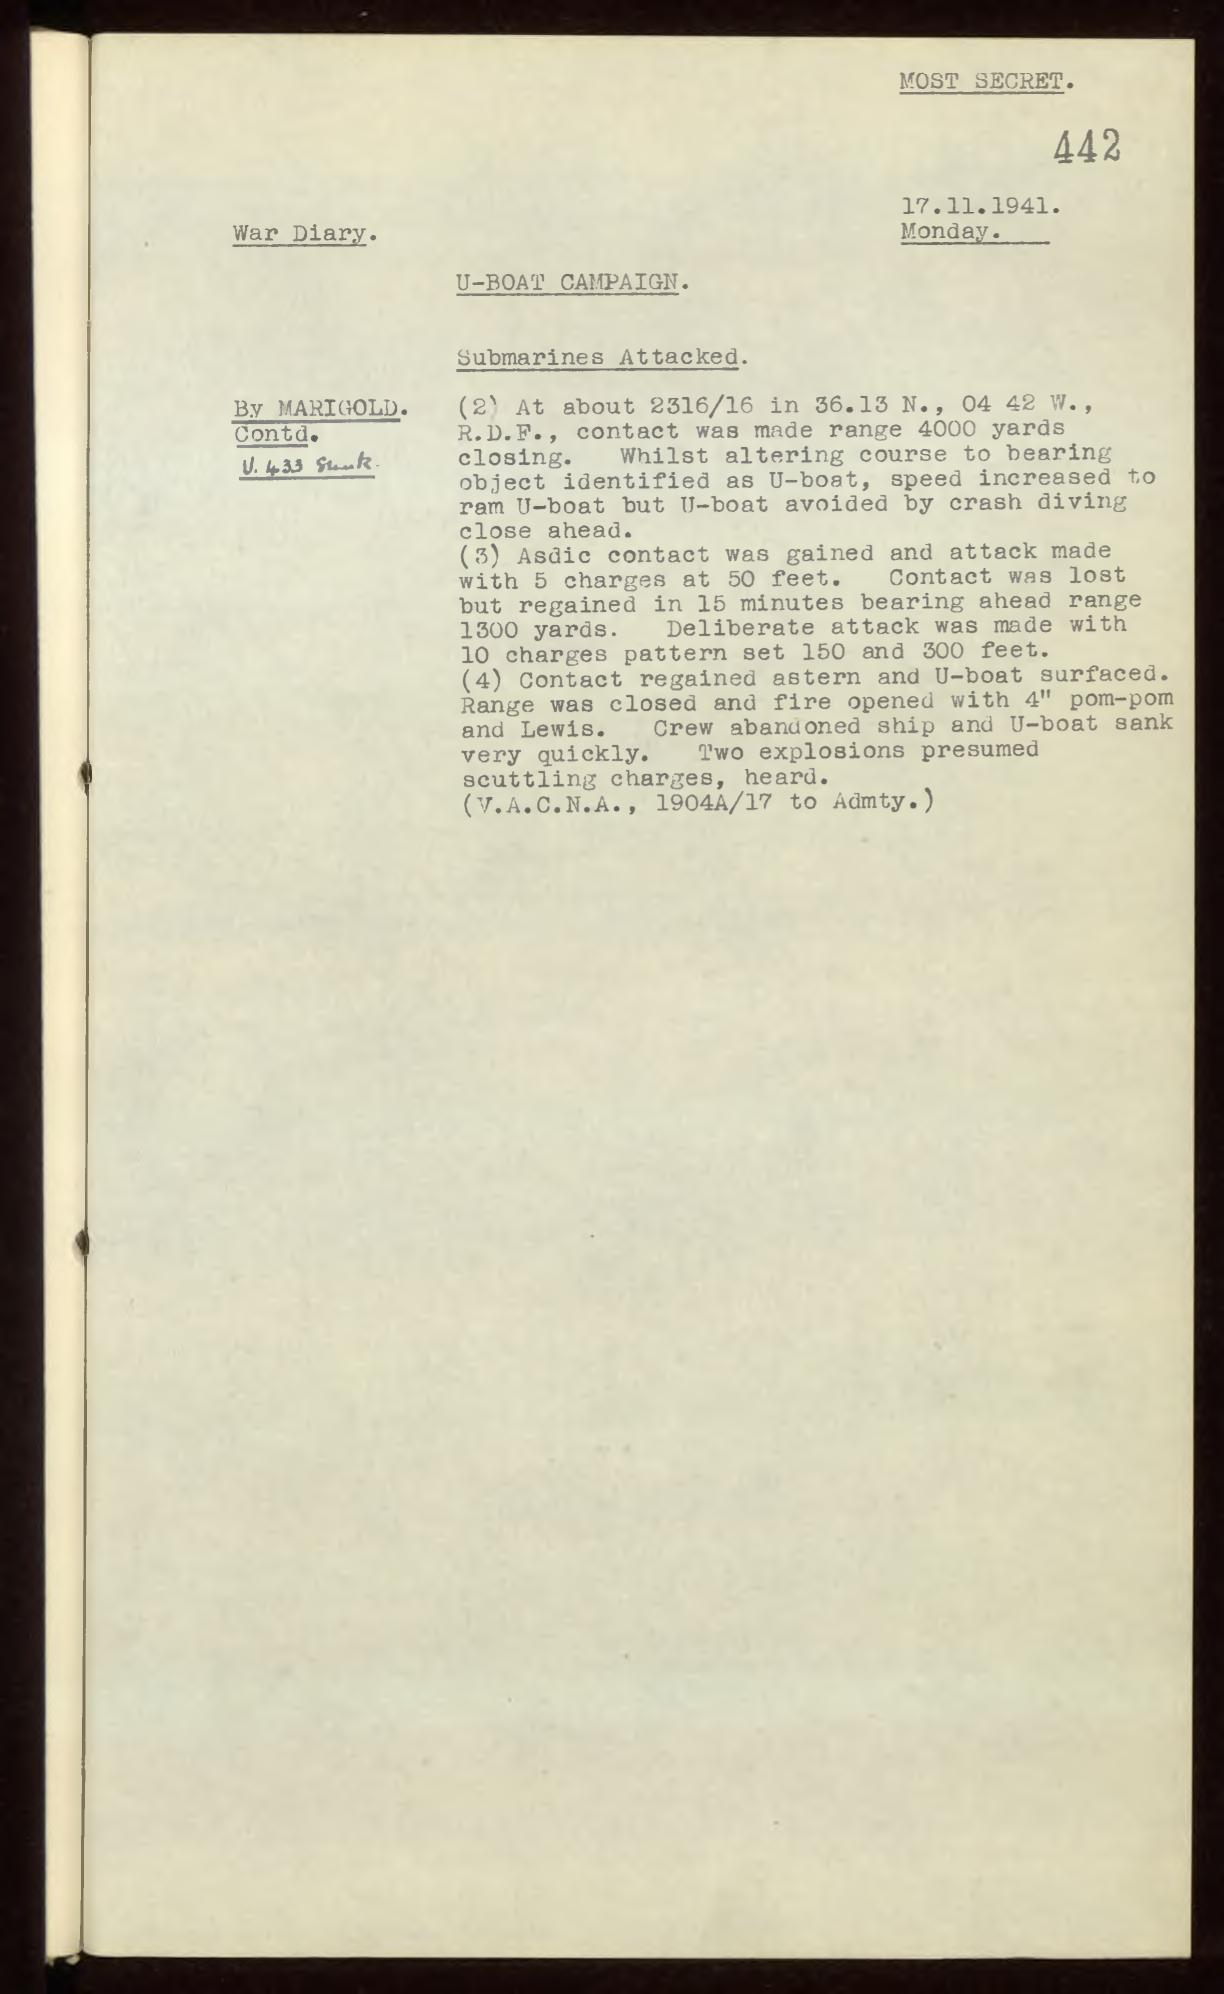 MOST SECRET.
442
17.11.1941.
War Diary.
Monday.
U-BOAT CAMPAIGN.
Submarines Attacked.
By MARIGOLD.
Contd.
U. 433 Sunk.
(2) At about 2316/16 in 36.13 N., 04 42 W.,
R.D.F., contact was made range 4000 yards
closing. Whilst altering course to bearing
object identified as U-boat, speed increased to
ram U-boat but U-boat avoided by crash diving
close ahead.
(3) Asdic contact was gained and attack made
with 5 charges at 50 feet. Contact was lost
but regained in 15 minutes bearing ahead range
1300 yards. Deliberate attack was made with
10 charges pattern set 150 and 300 feet.
(4) Contact regained astern and U-boat surfaced.
Range was closed and fire opened with 4" pom-pom
and Lewis. Crew abandoned ship and U-boat sank
very quickly. Two explosions presumed
scuttling charges, heard.
(V.A.C.N.A., 1904A/17 to Admty.)